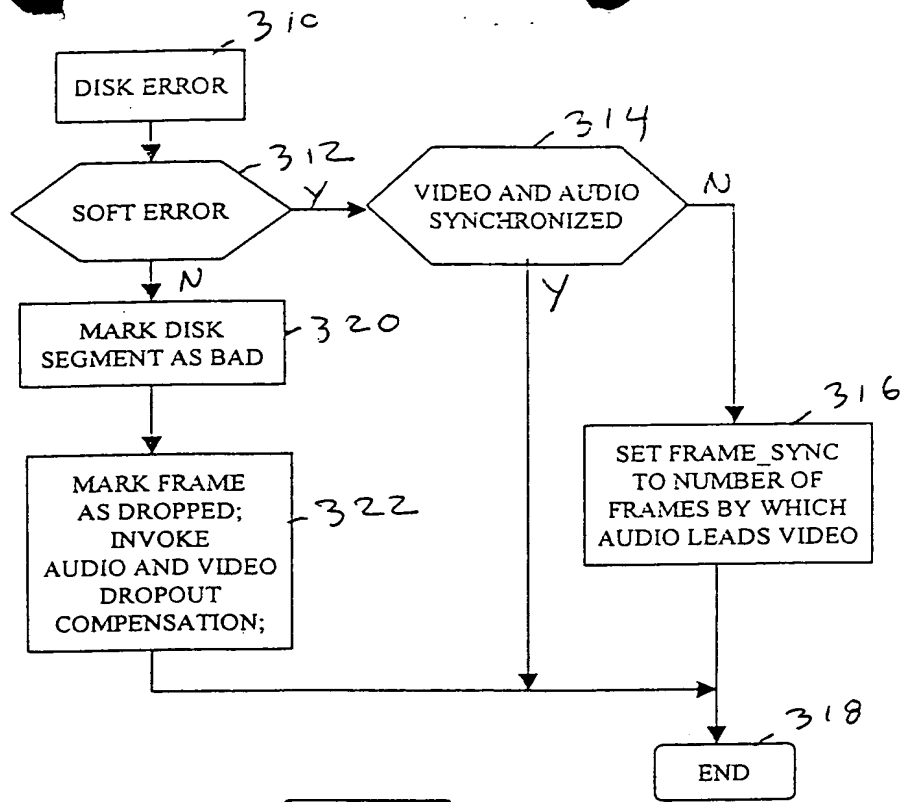 310
DISK ERROR
312
SOFT ERROR
Y
314
VIDEO AND AUDIO
SYNCHRONIZED
N
N
Y
MARK DISK
SEGMENT AS BAD
320
316
SET FRAME_SYNC
TO NUMBER OF
FRAMES BY WHICH
AUDIO LEADS VIDEO
MARK FRAME
AS DROPPED;
INVOKE
AUDIO AND VIDEO
DROPOUT
COMPENSATION;
322
318
END